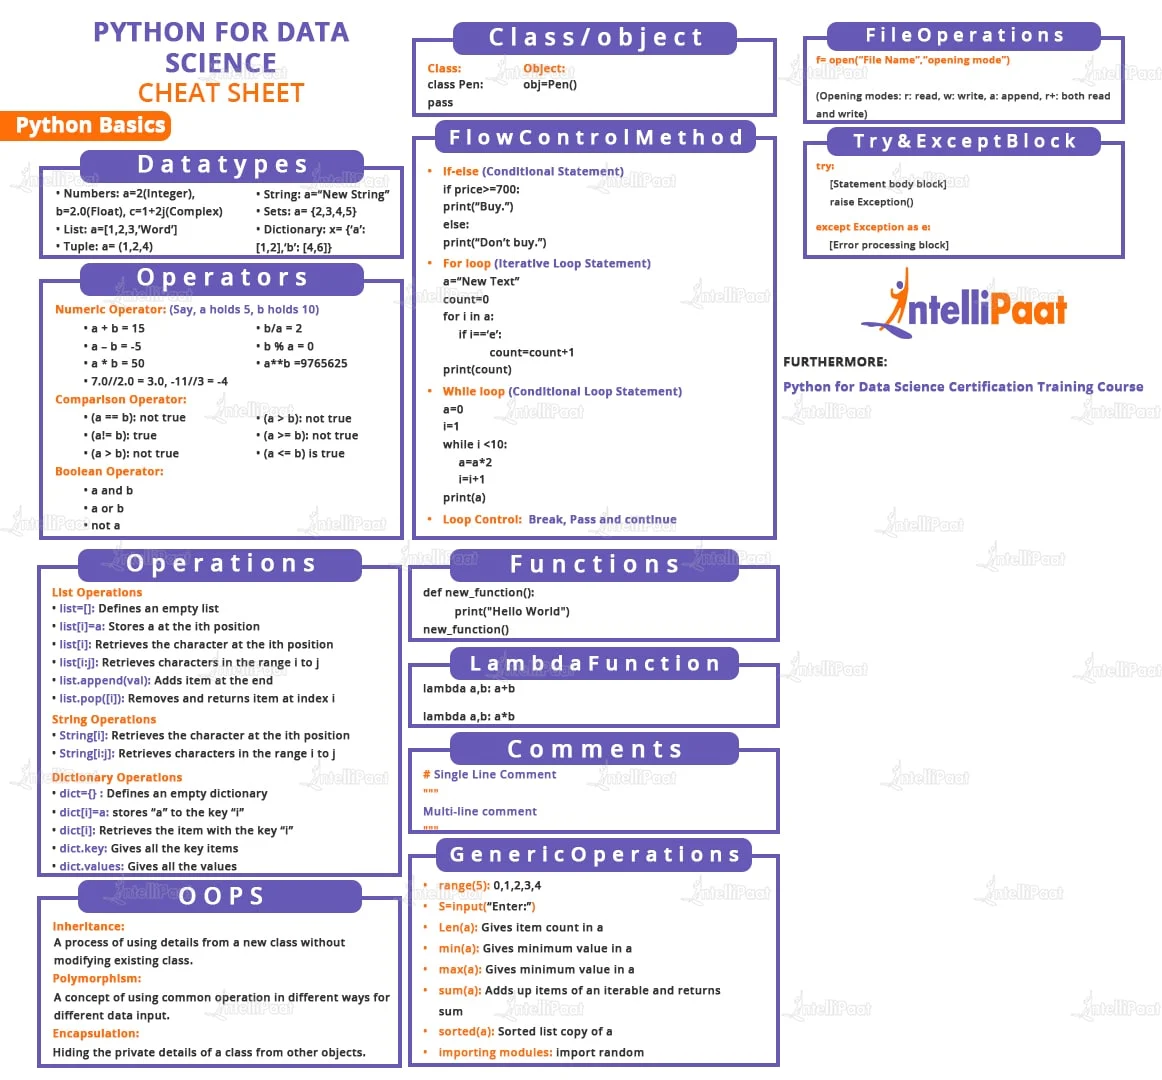 PYTHON FOR DATA
SCIENCE
CHEAT SHEET
Python Basics
Datatypes
• Numbers: a=2(Integer),
b=2.0(Float), c=1+2j(Complex)
• List: a=[1,2,3,‘Word’]
• Tuple: a= (1,2,4)
• String: a=“New String”
• Sets: a= {2,3,4,5}
• Dictionary: x= {‘a’:
[1,2],‘b’: [4,6]}
Operators
Numeric Operator: (Say, a holds 5, b holds 10)
• a + b = 15
• a – b = -5
• a * b = 50
• 7.0//2.0 = 3.0, -11//3 = -4
• b/a = 2
• b % a = 0
• a**b =9765625
Comparison Operator:
• (a == b): not true
• (a!= b): true
• (a > b): not true
• (a > b): not true
• (a >= b): not true
• (a <= b) is true
Boolean Operator:
• a and b
• a or b
• not a
Operations
List Operations
• list=[]: Defines an empty list
• list[i]=a: Stores a at the ith position
• list[i]: Retrieves the character at the ith position
• list[i:j]: Retrieves characters in the range i to j
• list.append(val): Adds item at the end
• list.pop([i]): Removes and returns item at index i
String Operations
• String[i]: Retrieves the character at the ith position
• String[i:j]: Retrieves characters in the range i to j
Dictionary Operations
• dict={} : Defines an empty dictionary
• dict[i]=a: stores “a” to the key “i”
• dict[i]: Retrieves the item with the key “i”
• dict.key: Gives all the key items
• dict.values: Gives all the values
OOPS
Inheritance:
A process of using details from a new class without
modifying existing class.
Polymorphism:
A concept of using common operation in different ways for
different data input.
Encapsulation:
Hiding the private details of a class from other objects.
Class/object
Class:
class Pen:
pass
Object:
obj=Pen()
FlowControlMethod
• If-else (Conditional Statement)
if price>=700:
print(“Buy.”)
else:
print(“Don’t buy.”)
• For loop (Iterative Loop Statement)
a=“New Text”
count=0
for i in a:
if i==‘e’:
count=count+1
print(count)
• While loop (Conditional Loop Statement)
a=0
i=1
while i <10:
a=a*2
i=i+1
print(a)
• Loop Control: Break, Pass and continue
Functions
def new_function():
print("Hello World")
new_function()
LambdaFunction
lambda a,b: a+b
lambda a,b: a*b
Comments
# Single Line Comment
"""
Multi-line comment
"""
GenericOperations
• range(5): 0,1,2,3,4
• S=input(“Enter:”)
• Len(a): Gives item count in a
• min(a): Gives minimum value in a
• max(a): Gives minimum value in a
• sum(a): Adds up items of an iterable and returns
sum
• sorted(a): Sorted list copy of a
• importing modules: import random
FileOperations
f= open(“File Name”,“opening mode”)
(Opening modes: r: read, w: write, a: append, r+: both read
and write)
Try&ExceptBlock
try:
[Statement body block]
raise Exception()
except Exception as e:
[Error processing block]
IntelliPaat
FURTHERMORE:
Python for Data Science Certification Training Course